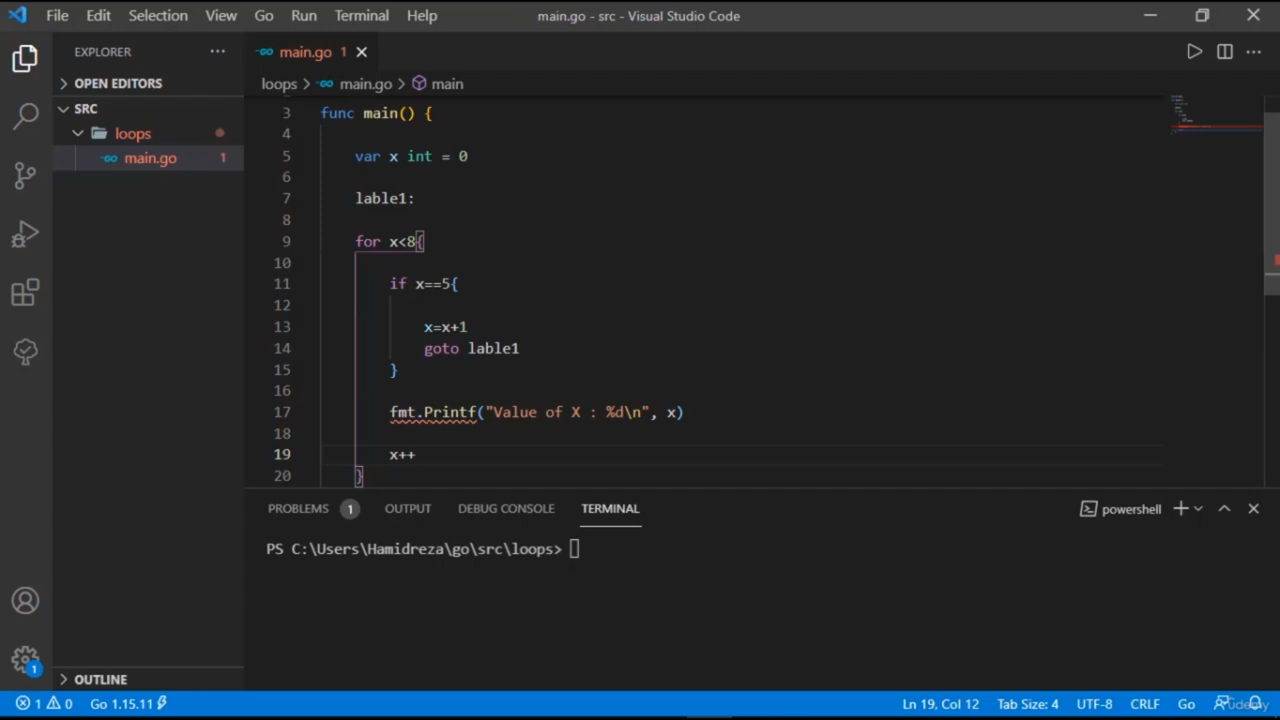 File Edit Selection View Go Run Terminal Help main.go - src - Visual Studio Code
EXPLORER
main.go 1
OPEN EDITORS
loops > main.go > main
SRC
loops
main.go 1
3 func main() {
4
5 var x int = 0
6
7 lable1:
8
9 for x<8{
10
11 if x==5{
12
13 x=x+1
14 goto lable1
15 }
16
17 fmt.Printf("Value of X : %d\n", x)
18
19 x++
20 }
PROBLEMS 1 OUTPUT DEBUG CONSOLE TERMINAL powershell
PS C:\Users\Hamidreza\go\src\loops>
1
OUTLINE
1 0 Go 1.15.11 Ln 19, Col 12 Tab Size: 4 UTF-8 CRLF Go
Udemy